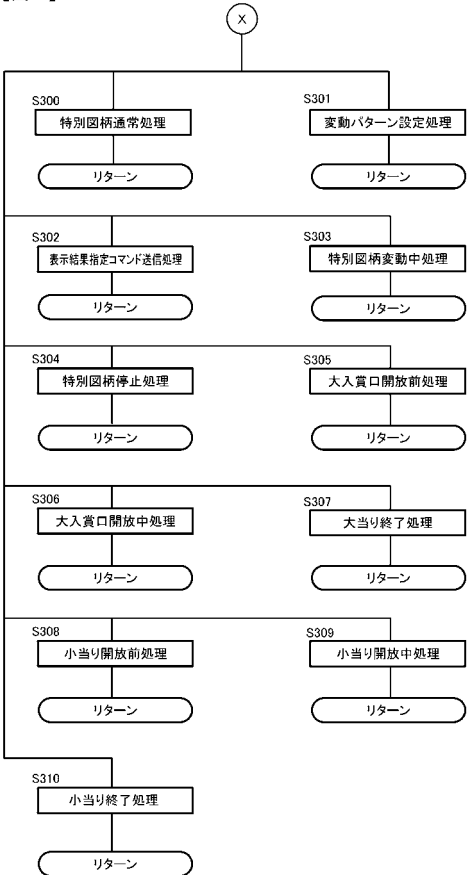 X
S300
特別図柄通常処理
リターン
S301
変動パターン設定処理
リターン
S302
表示結果指定コマンド送信処理
リターン
S303
特別図柄変動中処理
リターン
S304
特別図柄停止処理
リターン
S305
大入賞口開放前処理
リターン
S306
大入賞口開放中処理
リターン
S307
大当り終了処理
リターン
S308
小当り開放前処理
リターン
S309
小当り開放中処理
リターン
S310
小当り終了処理
リターン